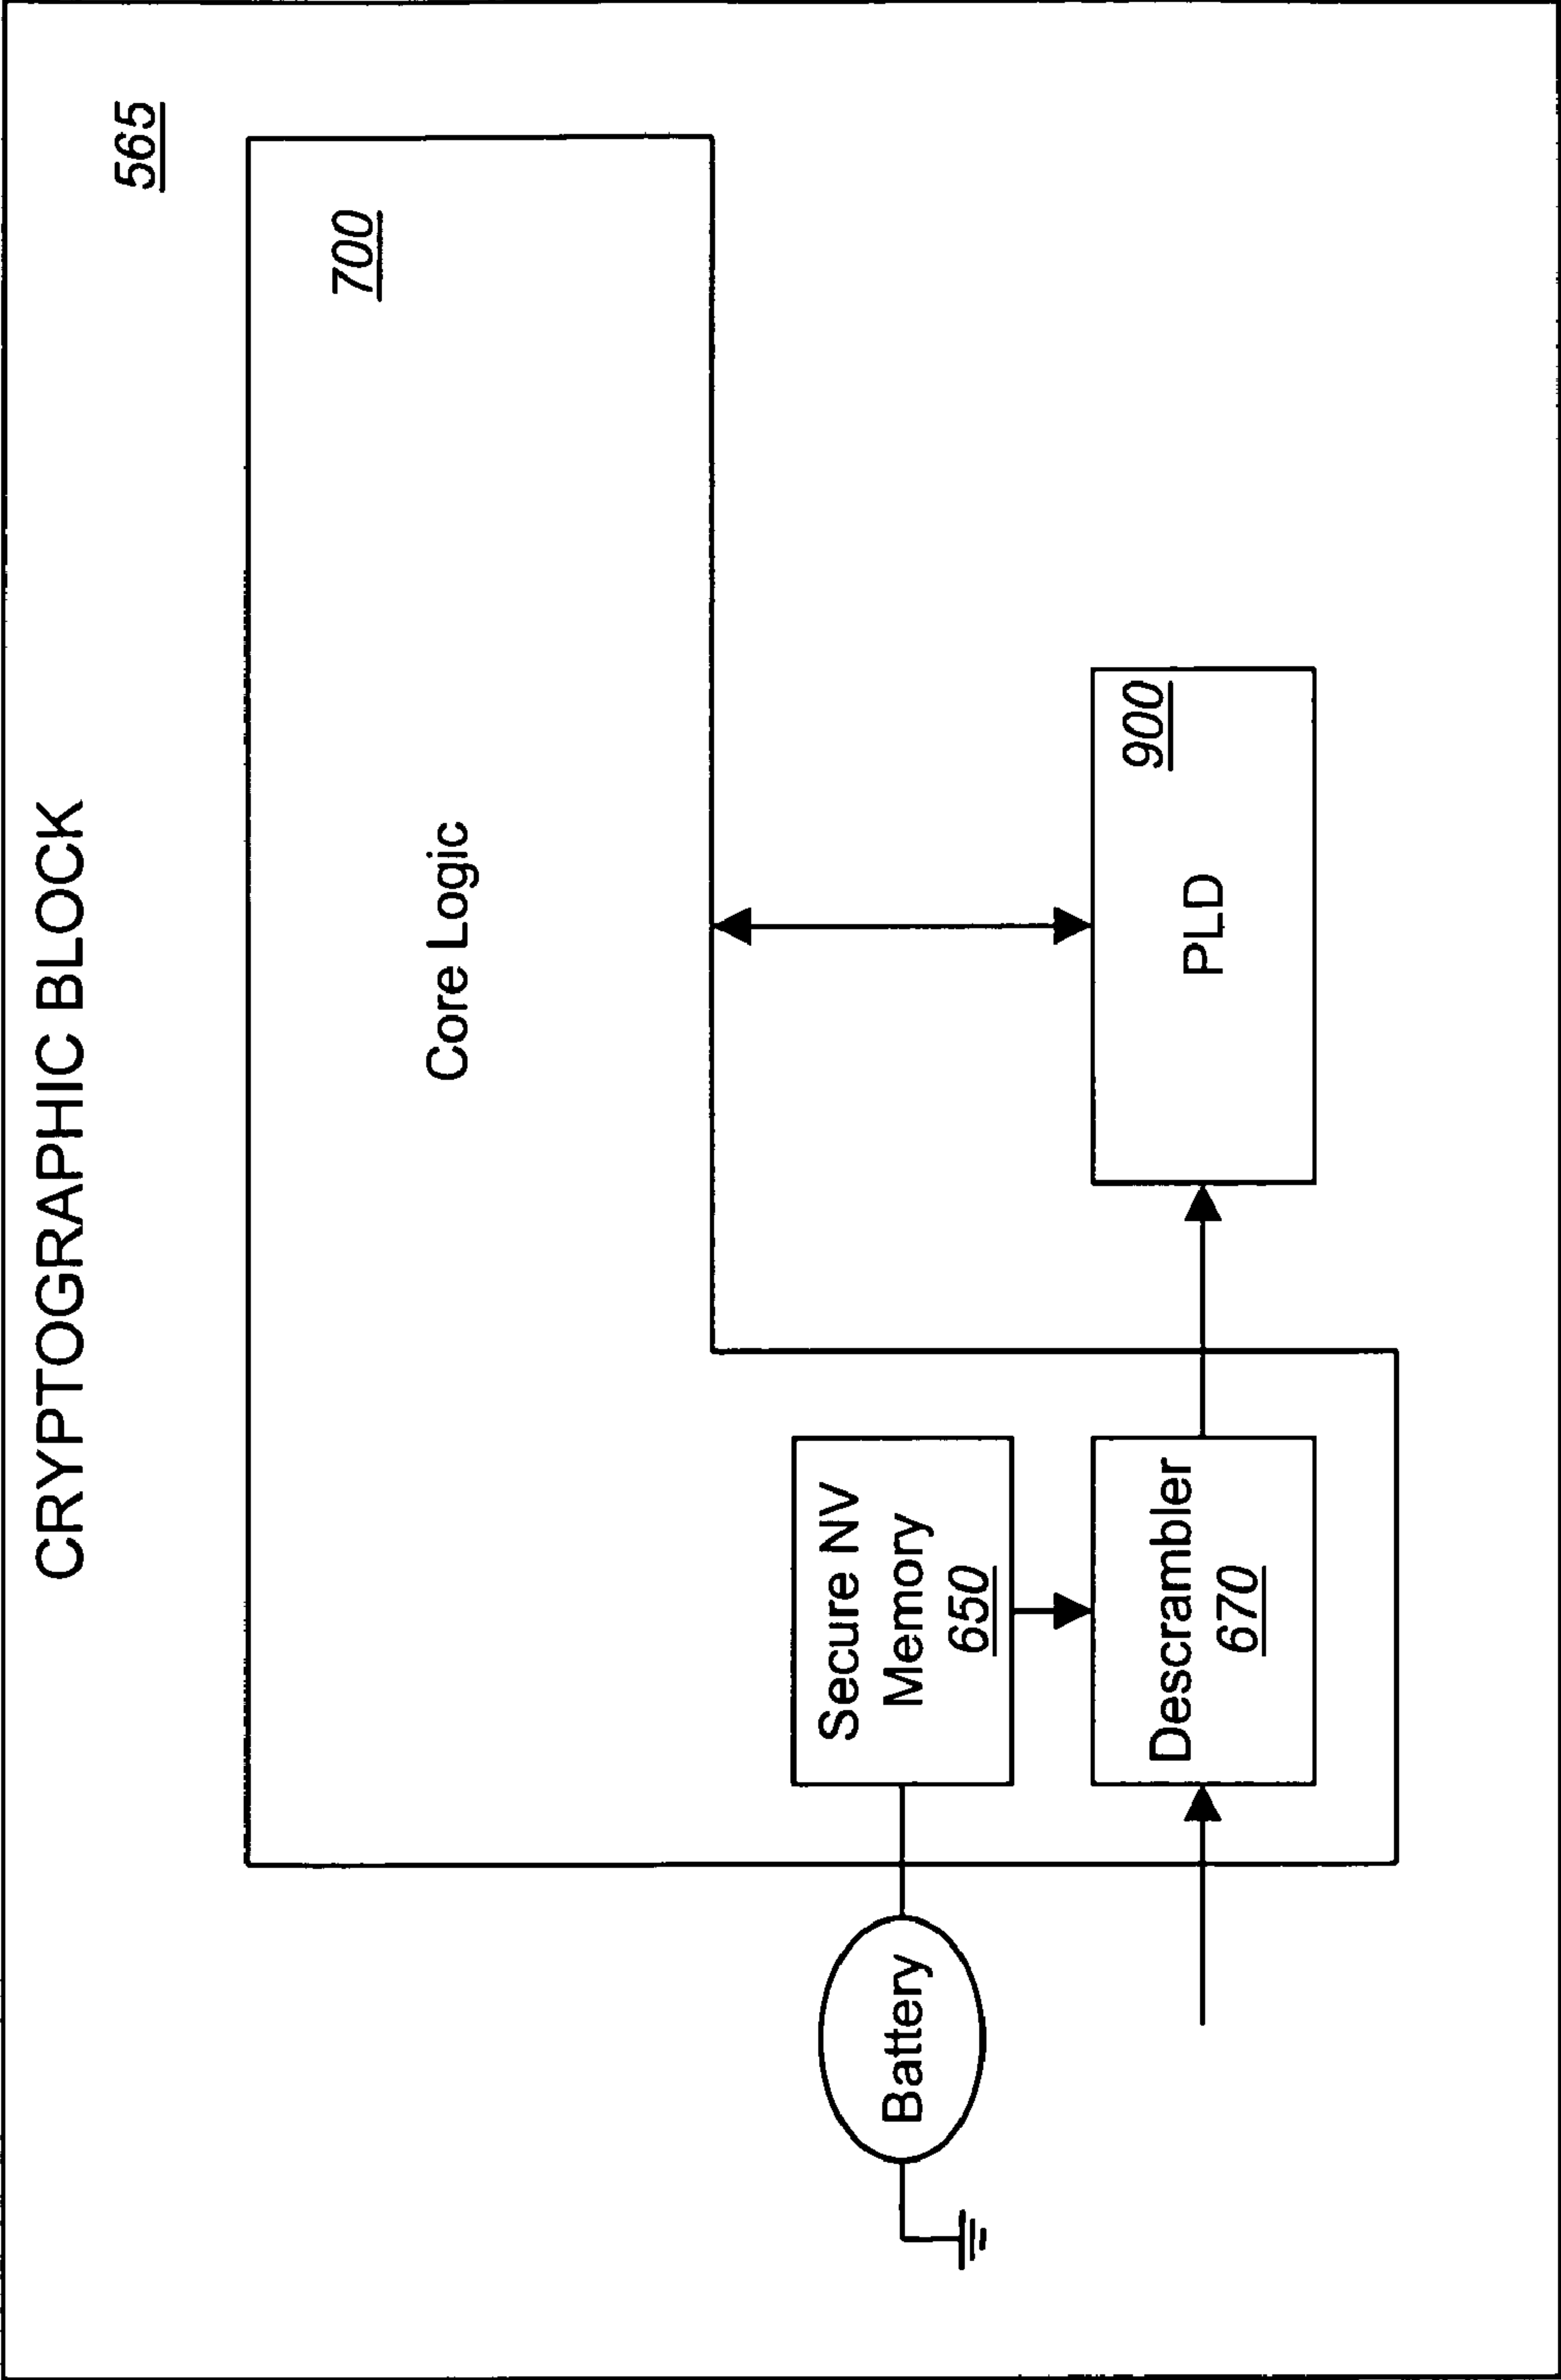 CRYPTOGRAPHIC BLOCK
565
700
Core Logic
Secure NV
Memory
650
Battery
900
PLD
Descrambler
670